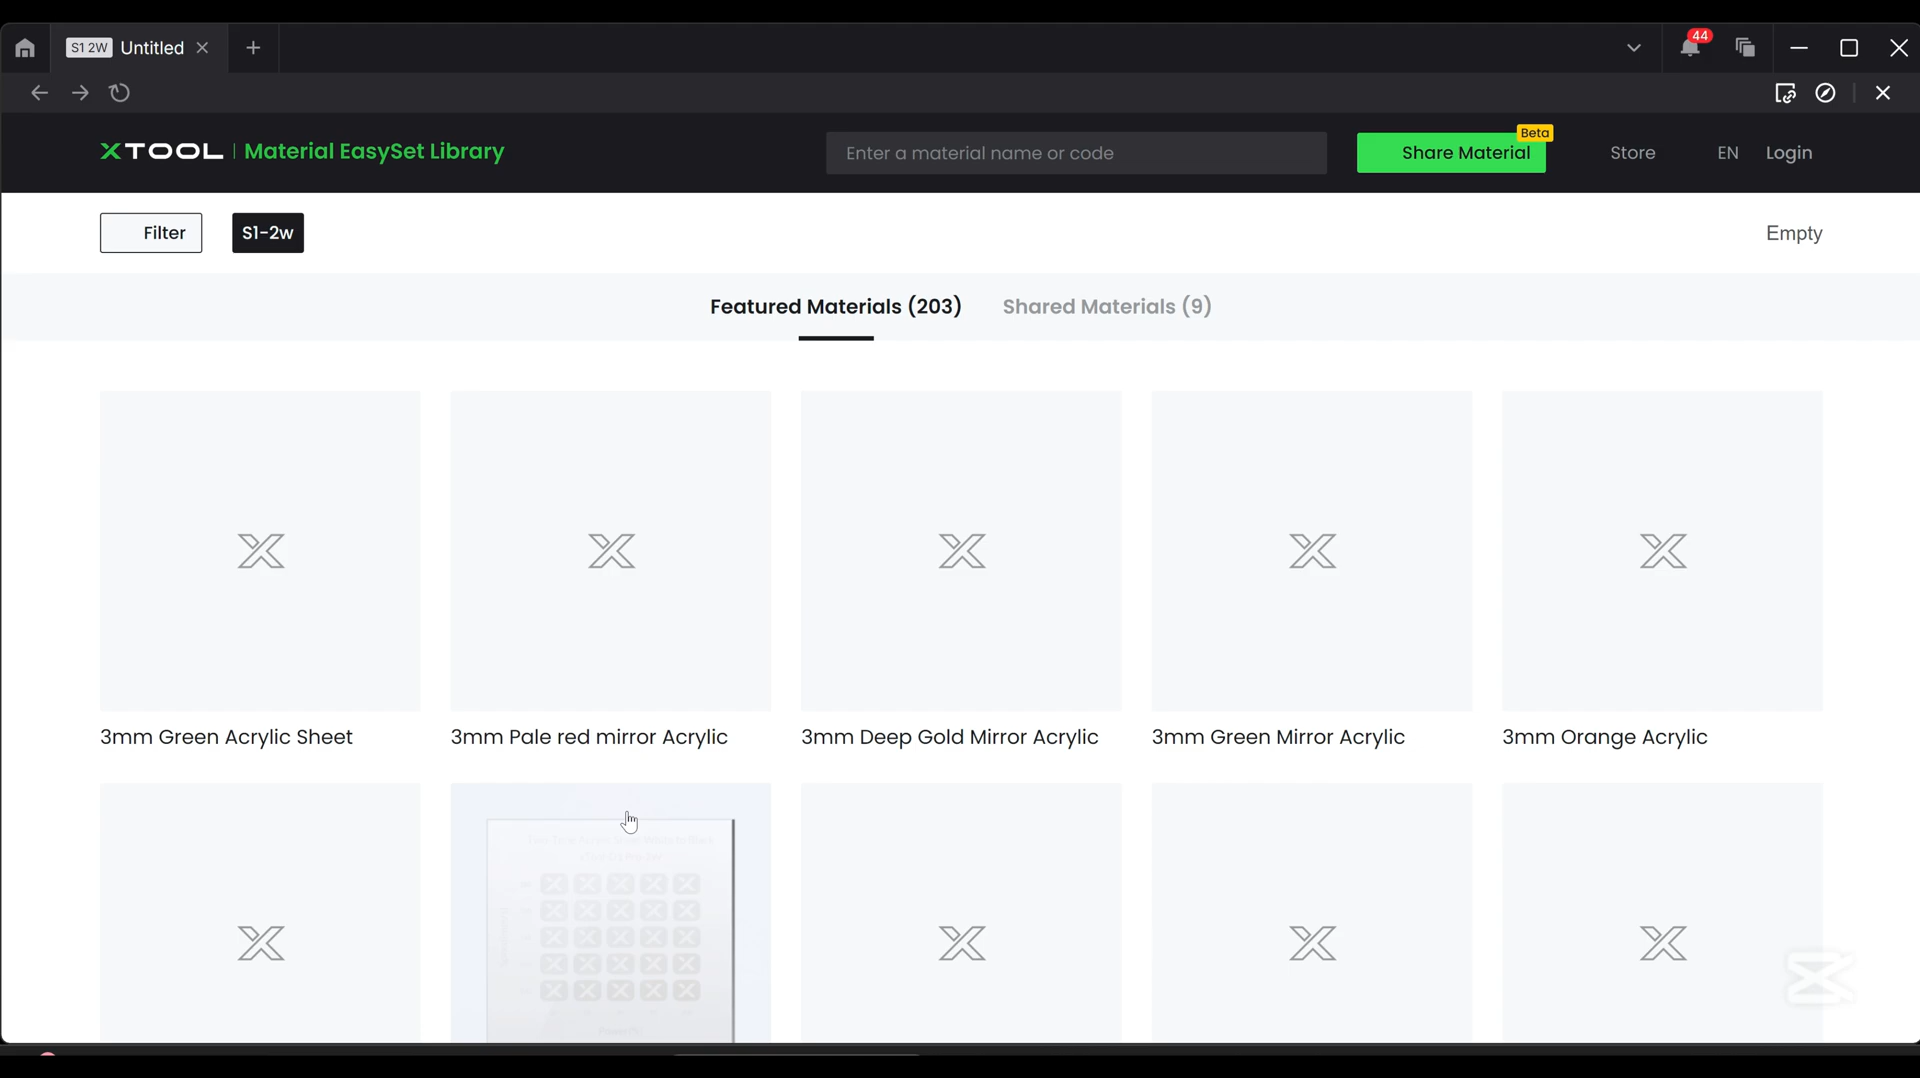 S1 2W Untitled
44
XTOOL | Material EasySet Library
Enter a material name or code
Share Material
Beta
Store
EN
Login
Filter
S1-2w
Empty
Featured Materials (203)
Shared Materials (9)
3mm Green Acrylic Sheet
3mm Pale red mirror Acrylic
3mm Deep Gold Mirror Acrylic
3mm Green Mirror Acrylic
3mm Orange Acrylic